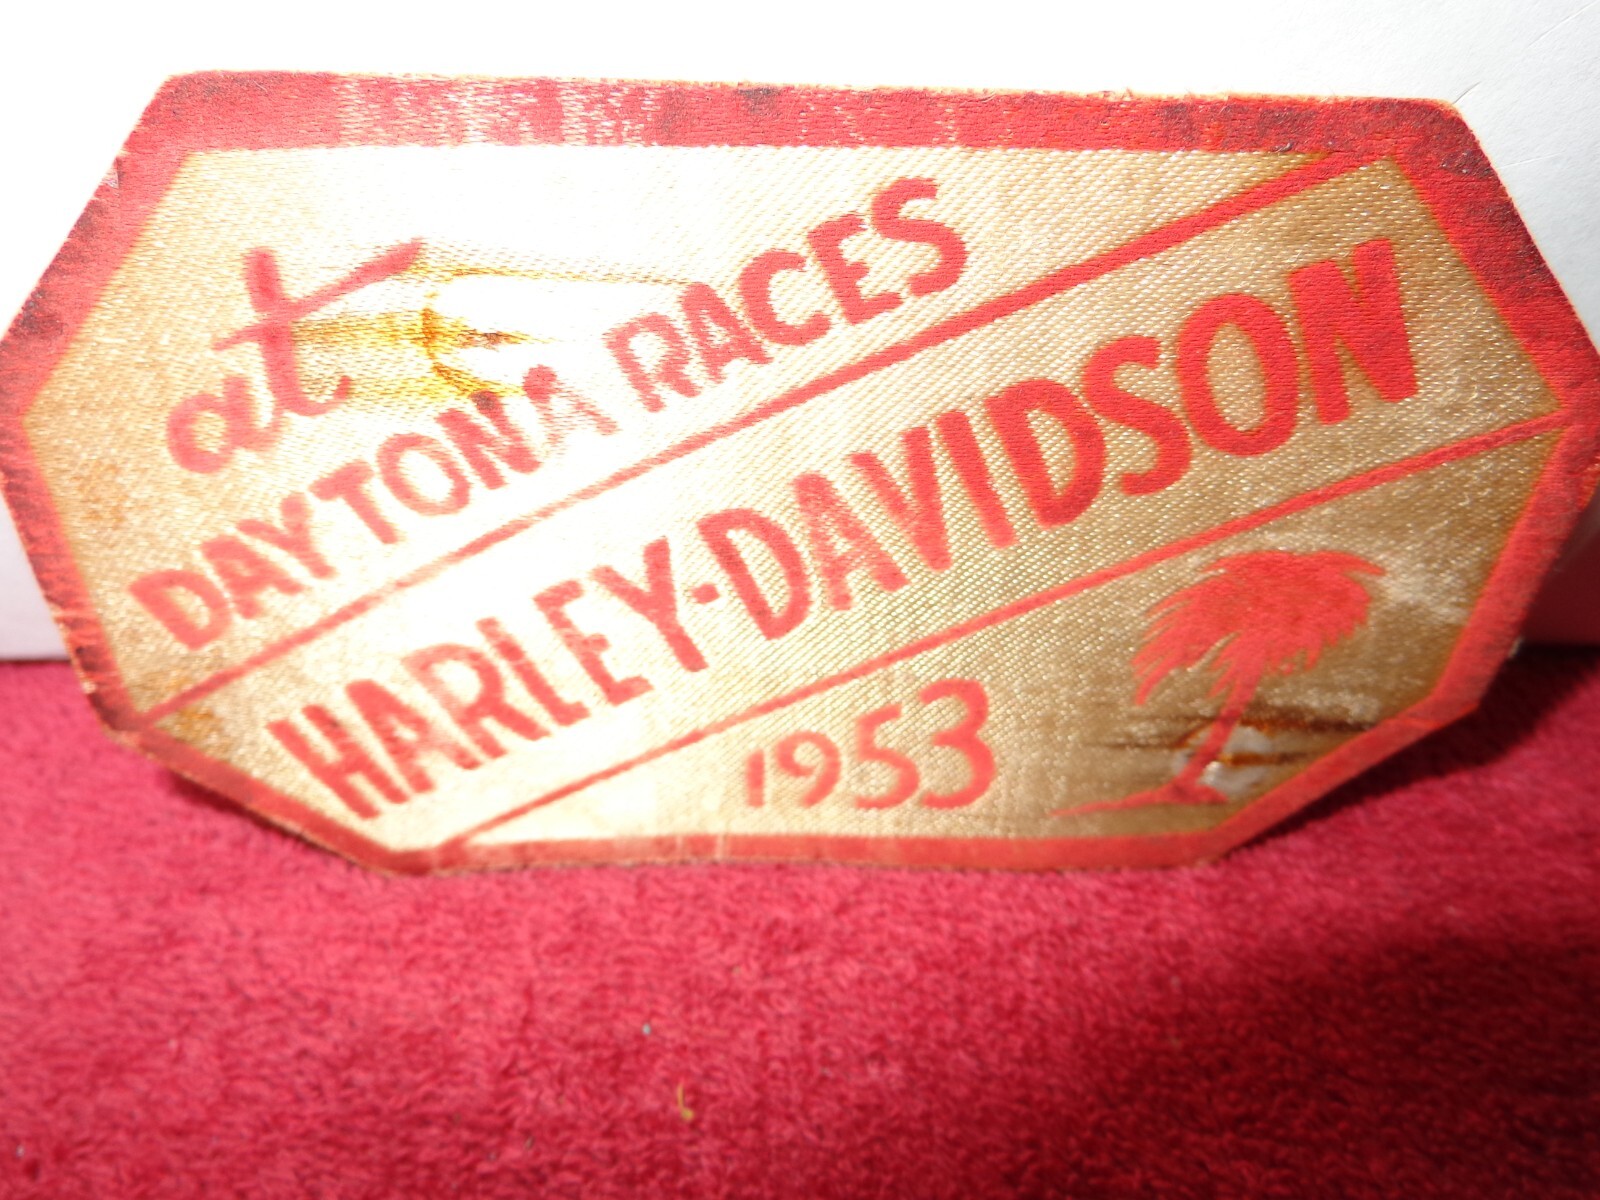 at
DAYTONA RACES
HARLEY-DAVIDSON
1953